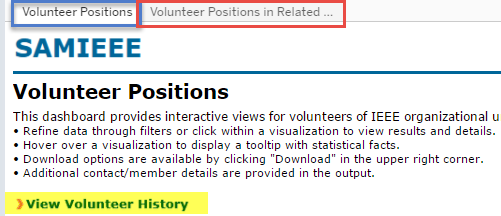 Volunteer Positions
Volunteer Positions in Related ...
SAMIEEE
Volunteer Positions
This dashboard provides interactive views for volunteers of IEEE organizational u
• Refine data through filters or click within a visualization to view results and details.
• Hover over a visualization to display a tooltip with statistical facts.
• Download options are available by clicking "Download" in the upper right corner.
• Additional contact/member details are provided in the output.
View Volunteer History